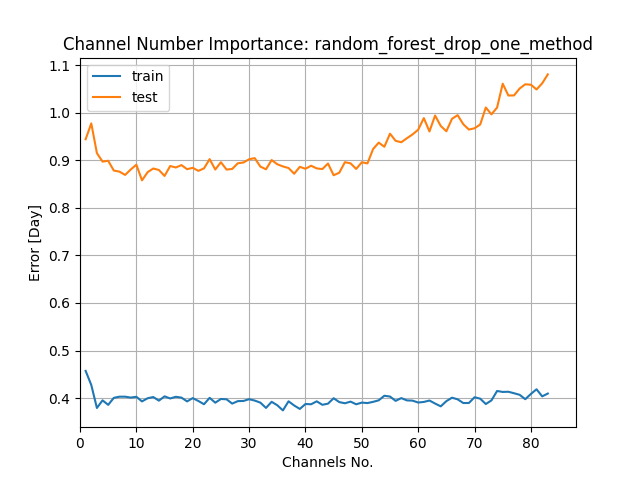 Channel Number Importance: random_forest_drop_one_method
train
test
1.1
1.0
0.9
0.8
0.7
0.6
0.5
0.4
Error [Day]
0 10 20 30 40 50 60 70 80
Channels No.